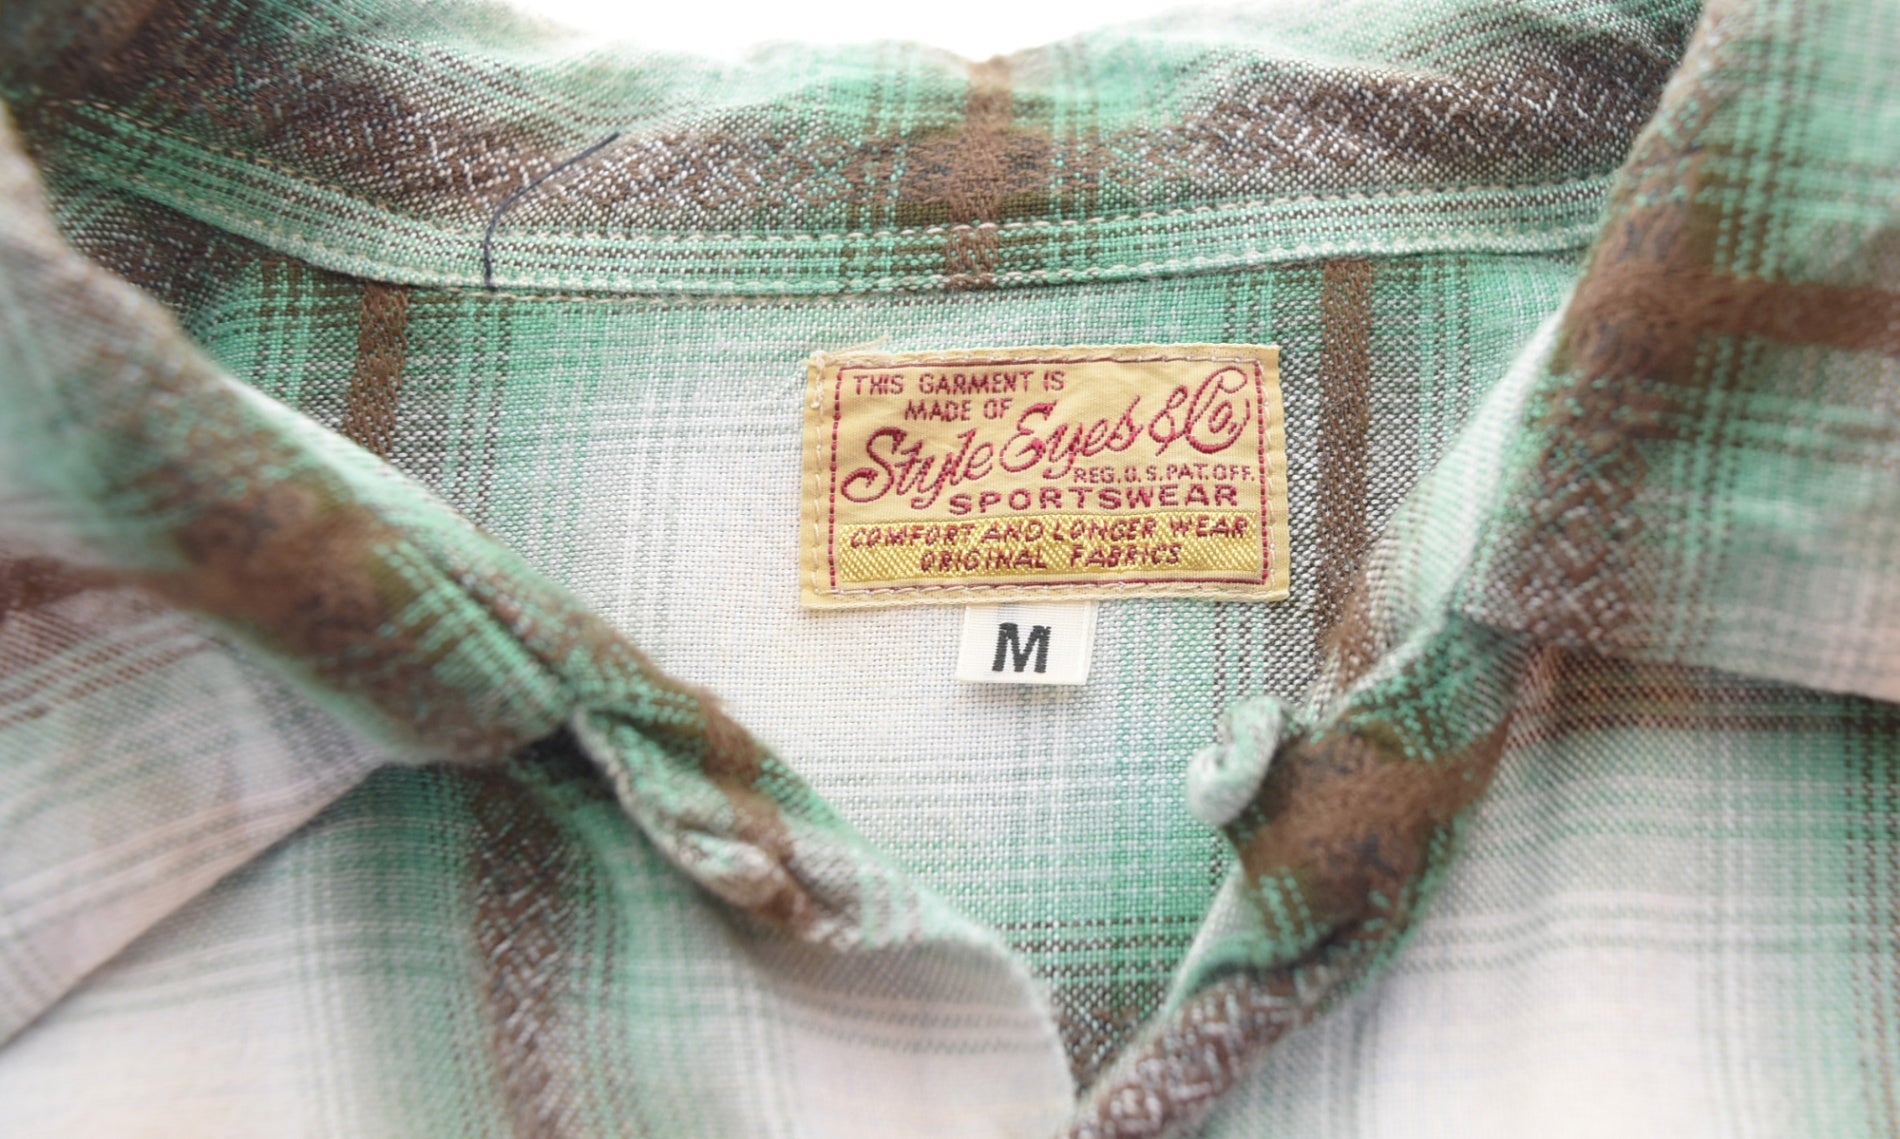 THIS GARMENT IS
MADE OF
Style Eyes & Co,
REG. U. S. PAT. OFF.
SPORTSWEAR
COMFORT AND LONGER WEAR
ORIGINAL FABRICS
M